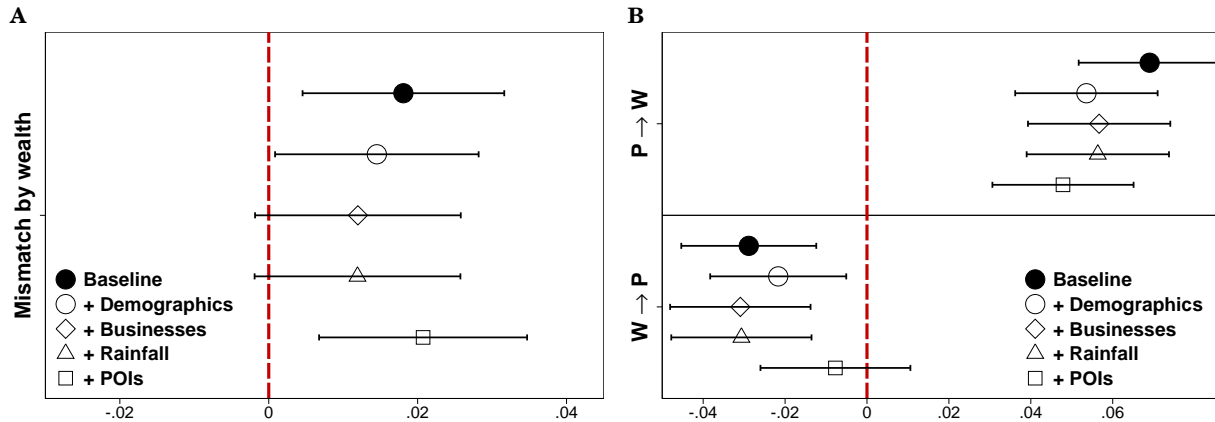 A
Mismatch by wealth
Baseline
+ Demographics
+ Businesses
+ Rainfall
+ POIs
-.02 0 .02 .04
B
P → W
W → P
Baseline
+ Demographics
+ Businesses
+ Rainfall
+ POIs
-.04 -.02 0 .02 .04 .06